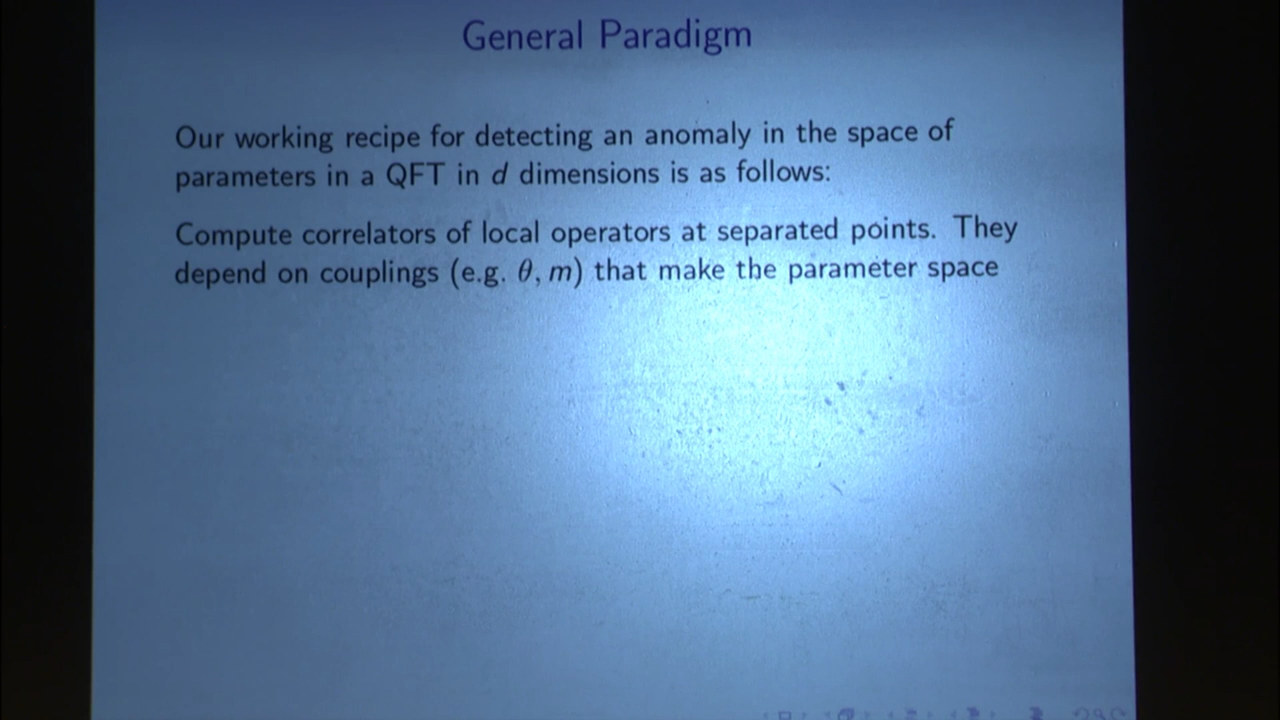 General Paradigm
Our working recipe for detecting an anomaly in the space of
parameters in a QFT in d dimensions is as follows:
Compute correlators of local operators at separated points. They
depend on couplings (e.g. θ, m) that make the parameter space